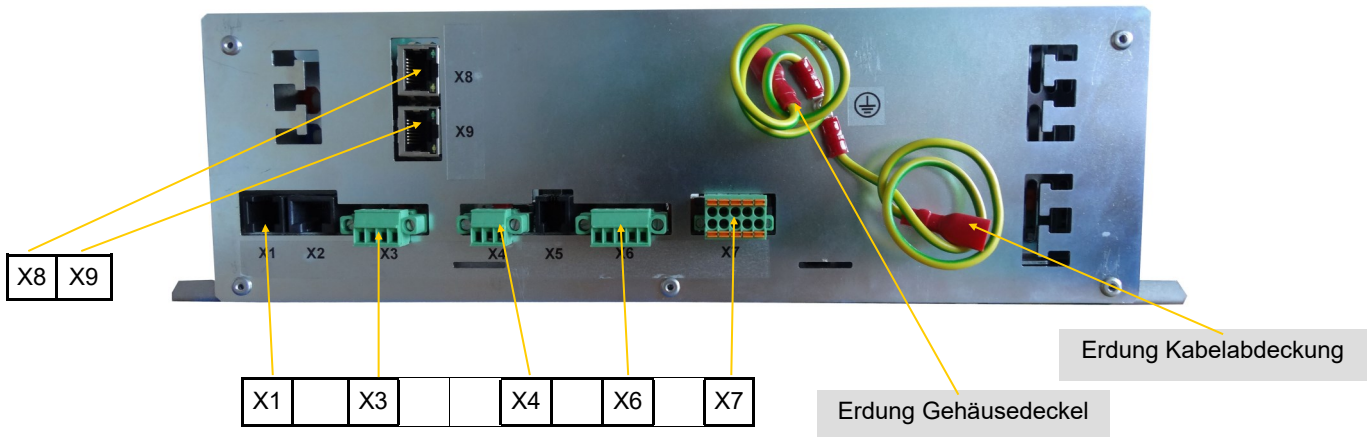 X8
X9
X1 X2 X3 X4 X5 X6 X7
X8 X9
Erdung Kabelabdeckung
X1 X3 X4 X6 X7
Erdung Gehäusedeckel